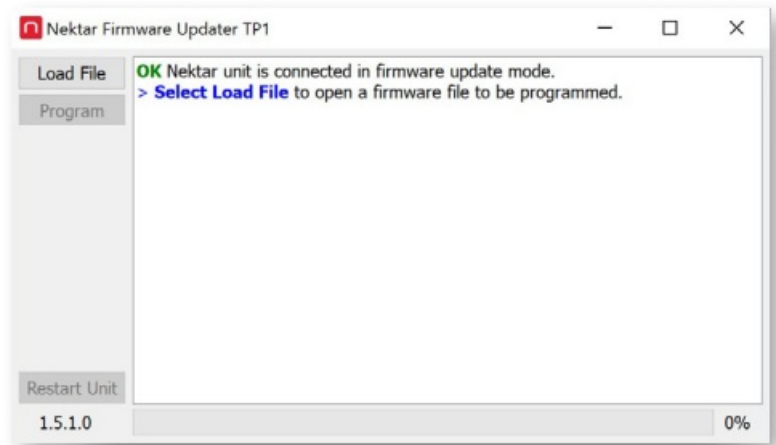 Nektar Firmware Updater TP1
Load File
OK Nektar unit is connected in firmware update mode.
> Select Load File to open a firmware file to be programmed.
Program
Restart Unit
1.5.1.0
0%